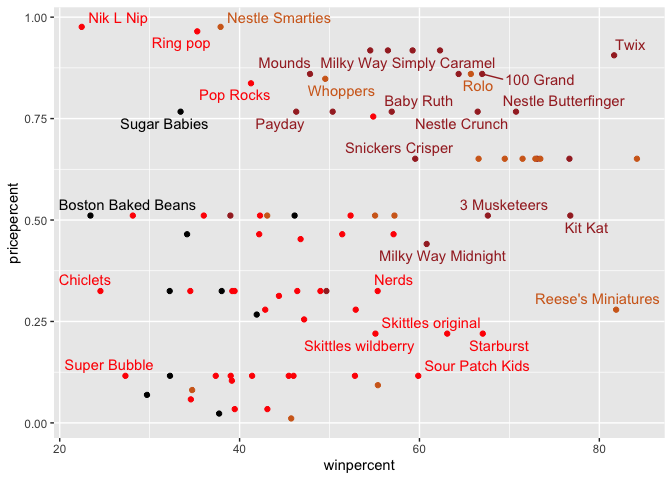 1.00
Nik L Nip
Nestle Smarties
Ring pop
Twix
Mounds
Milky Way Simply Caramel
100 Grand
Pop Rocks
Whoppers
Rolo
Baby Ruth
Nestle Butterfinger
0.75
Sugar Babies
Payday
Nestle Crunch
Snickers Crisper
pricepercent
Boston Baked Beans
3 Musketeers
0.50
Kit Kat
Milky Way Midnight
Chiclets
Nerds
Reese's Miniatures
0.25
Skittles original
Skittles wildberry
Starburst
Super Bubble
Sour Patch Kids
0.00
20
40
60
80
winpercent